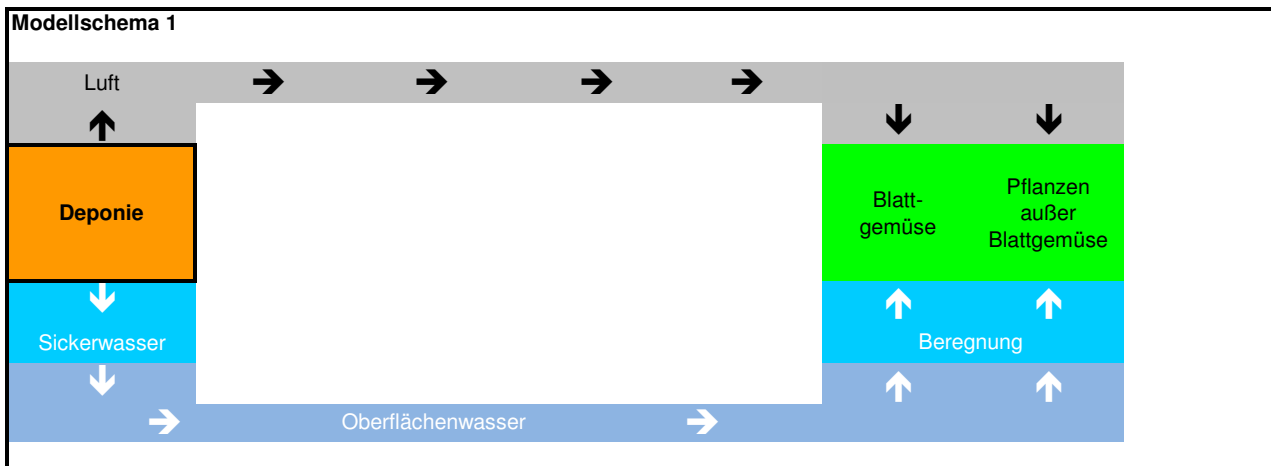 Modellschema 1
Luft
Deponie
Blatt-
gemüse
Pflanzen
außer
Blattgemüse
Sickerwasser
Beregnung
Oberflächenwasser